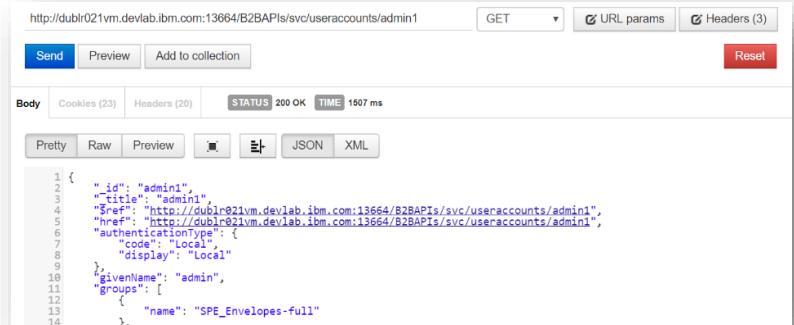 http://dublr021vm.devlab.ibm.com:13664/B2BAPIs/svc/useraccounts/admin1 GET URL params Headers (3)
Send Preview Add to collection Reset
Body Cookies (23) Headers (20) STATUS 200 OK TIME 1507 ms
Pretty Raw Preview JSON XML
1 {
2 "_id": "admin1",
3 "_title": "admin1",
4 "$ref": "http://dublr021vm.devlab.ibm.com:13664/B2BAPIs/svc/useraccounts/admin1",
5 "href": "http://dublr021vm.devlab.ibm.com:13664/B2BAPIs/svc/useraccounts/admin1",
6 "authenticationType": {
7 "code": "Local",
8 "display": "Local"
9 },
10 "givenName": "admin",
11 "groups": [
12 {
13 "name": "SPE_Envelopes-full"
14 },